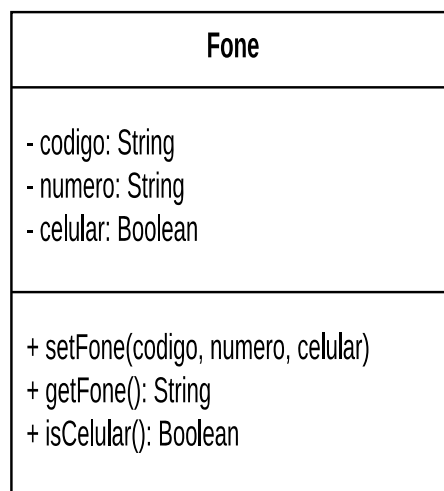 Fone
- codigo: String
- numero: String
- celular: Boolean
+ setFone(codigo, numero, celular)
+ getFone(): String
+ isCelular(): Boolean